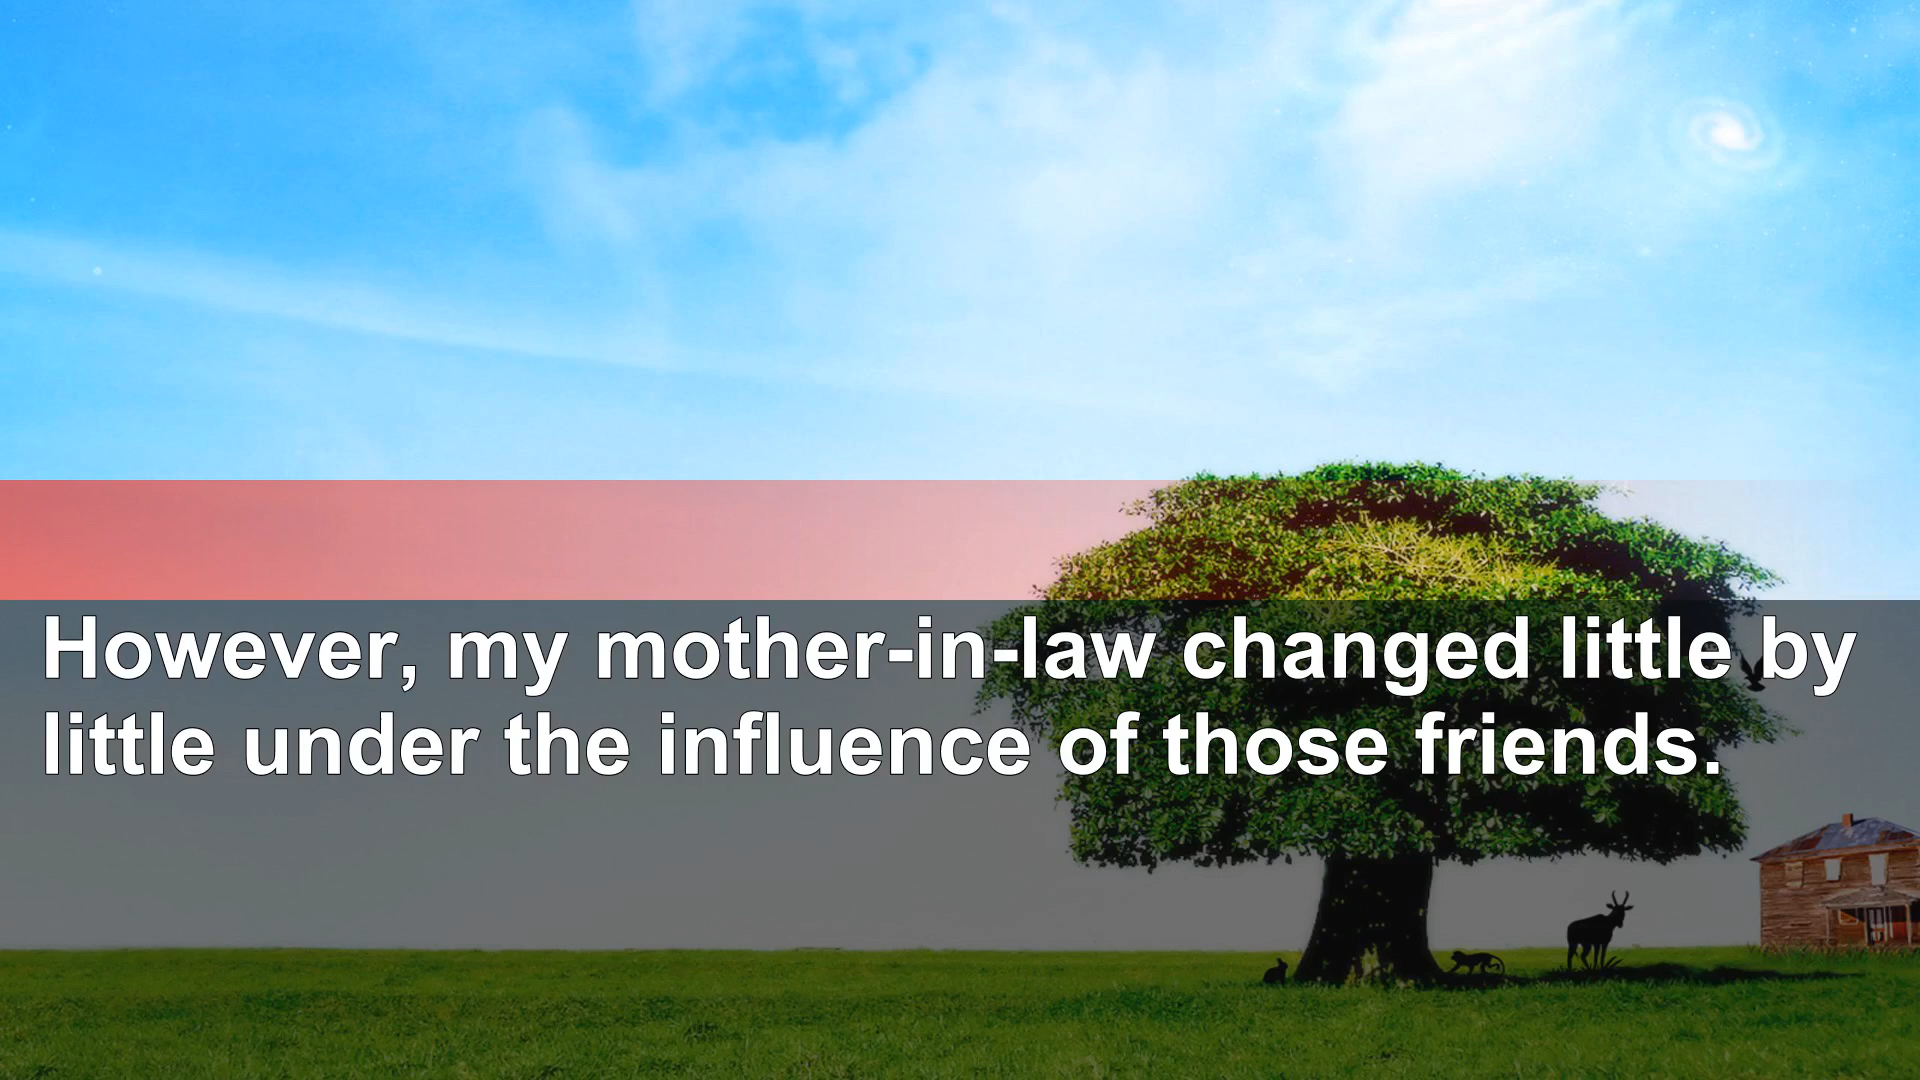 However, my mother-in-law changed little by
little under the influence of those friends.